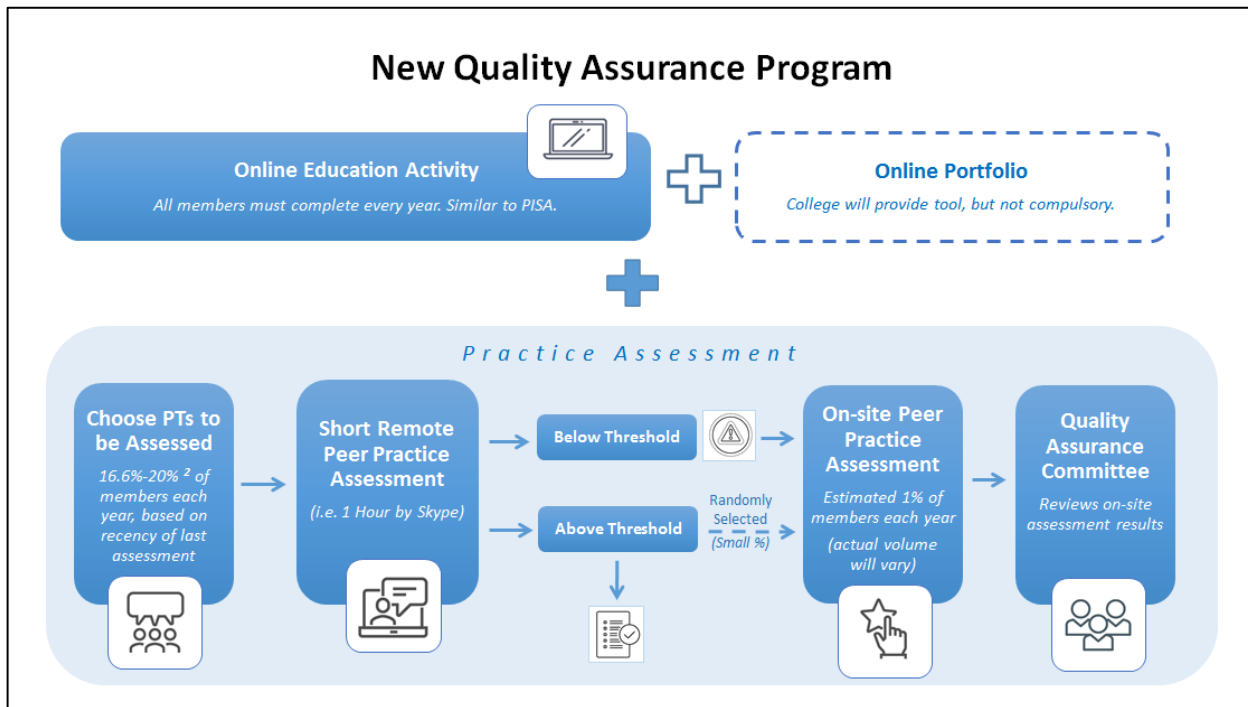 New Quality Assurance Program
Online Education Activity
All members must complete every year. Similar to PISA.
Online Portfolio
College will provide tool, but not compulsory.
Practice Assessment
Choose PTs to
be Assessed
16.6%-20% ² of
members each
year, based on
recency of last
assessment
Short Remote
Peer Practice
Assessment
(i.e. 1 Hour by Skype)
Below Threshold
Above Threshold
Randomly
Selected
(Small %)
On-site Peer
Practice
Assessment
Estimated 1% of
members each year
(actual volume
will vary)
Quality
Assurance
Committee
Reviews on-site
assessment results